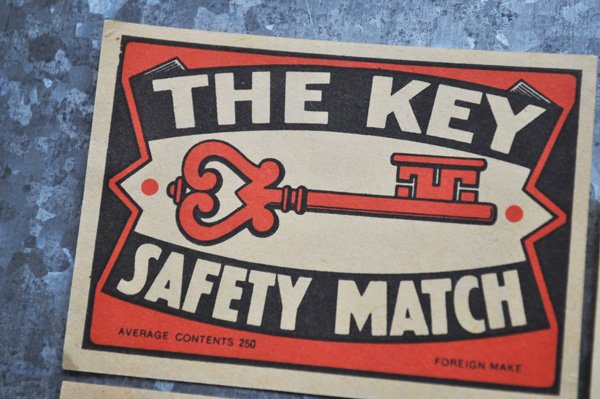 THE KEY
SAFETY MATCH
AVERAGE CONTENTS 250
FOREIGN MAKE